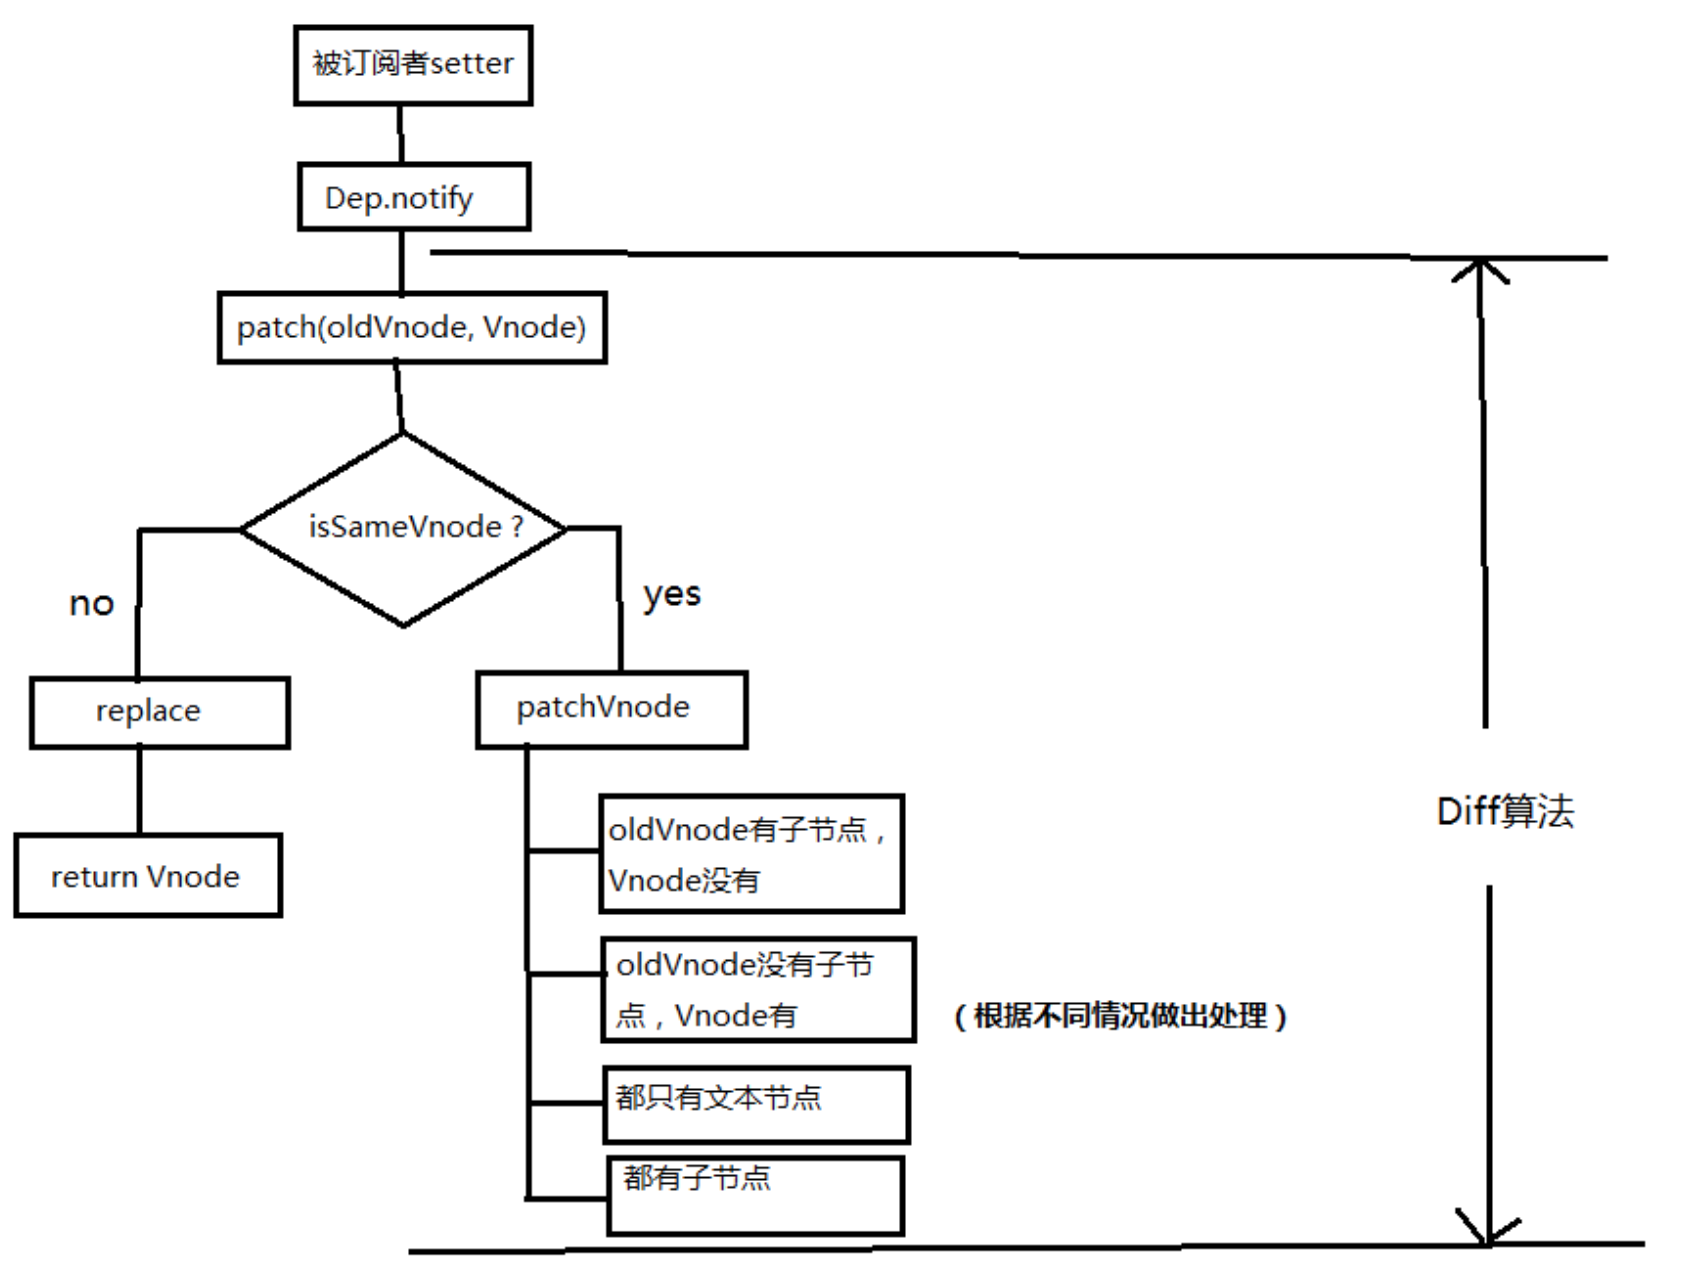 被订阅者setter
Dep.notify
patch(oldVnode, Vnode)
isSameVnode ?
no
yes
replace
patchVnode
return Vnode
oldVnode有子节点，
Vnode没有
oldVnode没有子节
点，Vnode有
（根据不同情况做出处理）
都只有文本节点
都有子节点
Diff算法